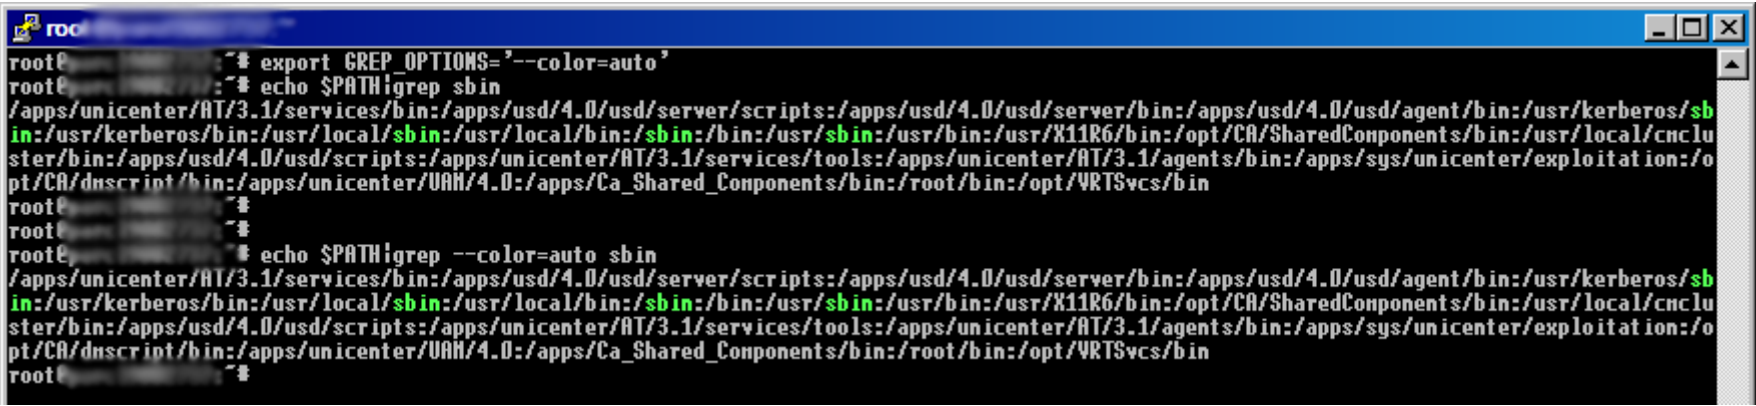 root
root@ :~# export GREP_OPTIONS='--color=auto'
root@ :~# echo $PATH|grep sbin
/apps/unicenter/AT/3.1/services/bin:/apps/usd/4.0/usd/server/scripts:/apps/usd/4.0/usd/server/bin:/apps/usd/4.0/usd/agent/bin:/usr/kerberos/sb
in:/usr/kerberos/bin:/usr/local/sbin:/usr/local/bin:/sbin:/bin:/usr/sbin:/usr/bin:/usr/X11R6/bin:/opt/CA/SharedComponents/bin:/usr/local/cmclu
ster/bin:/apps/usd/4.0/usd/scripts:/apps/unicenter/AT/3.1/services/tools:/apps/unicenter/AT/3.1/agents/bin:/apps/sys/unicenter/exploitation:/o
pt/CA/dmscript/bin:/apps/unicenter/UAM/4.0:/apps/Ca_Shared_Components/bin:/root/bin:/opt/VRTSvcs/bin
root@ :~#
root@ :~#
root@ :~# echo $PATH|grep --color=auto sbin
/apps/unicenter/AT/3.1/services/bin:/apps/usd/4.0/usd/server/scripts:/apps/usd/4.0/usd/server/bin:/apps/usd/4.0/usd/agent/bin:/usr/kerberos/sb
in:/usr/kerberos/bin:/usr/local/sbin:/usr/local/bin:/sbin:/bin:/usr/sbin:/usr/bin:/usr/X11R6/bin:/opt/CA/SharedComponents/bin:/usr/local/cmclu
ster/bin:/apps/usd/4.0/usd/scripts:/apps/unicenter/AT/3.1/services/tools:/apps/unicenter/AT/3.1/agents/bin:/apps/sys/unicenter/exploitation:/o
pt/CA/dmscript/bin:/apps/unicenter/UAM/4.0:/apps/Ca_Shared_Components/bin:/root/bin:/opt/VRTSvcs/bin
root@ :~#